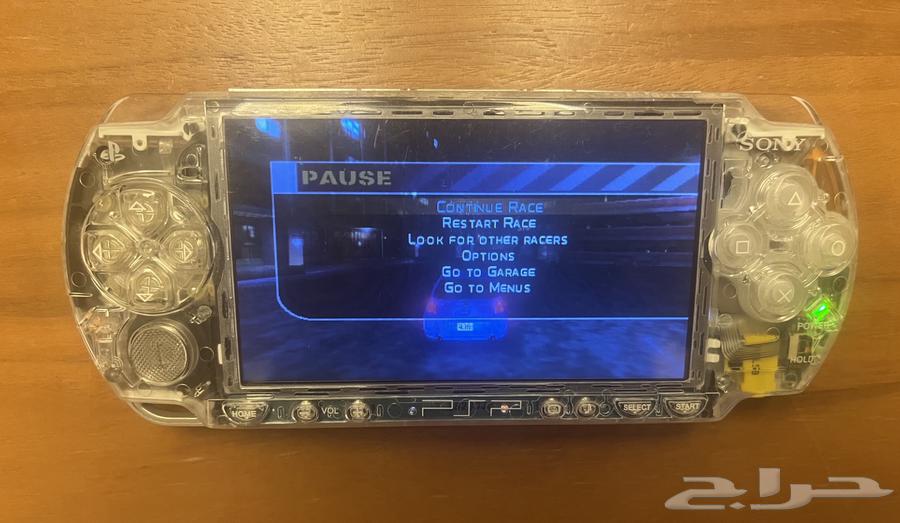 SONY
PAUSE
CONTINUE RACE
RESTART RACE
LOOK FOR OTHER RACERS
OPTIONS
GO TO GARAGE
GO TO MENUS
POWER
HOLD
HOME
VOL
PSP
SELECT
START
حراج